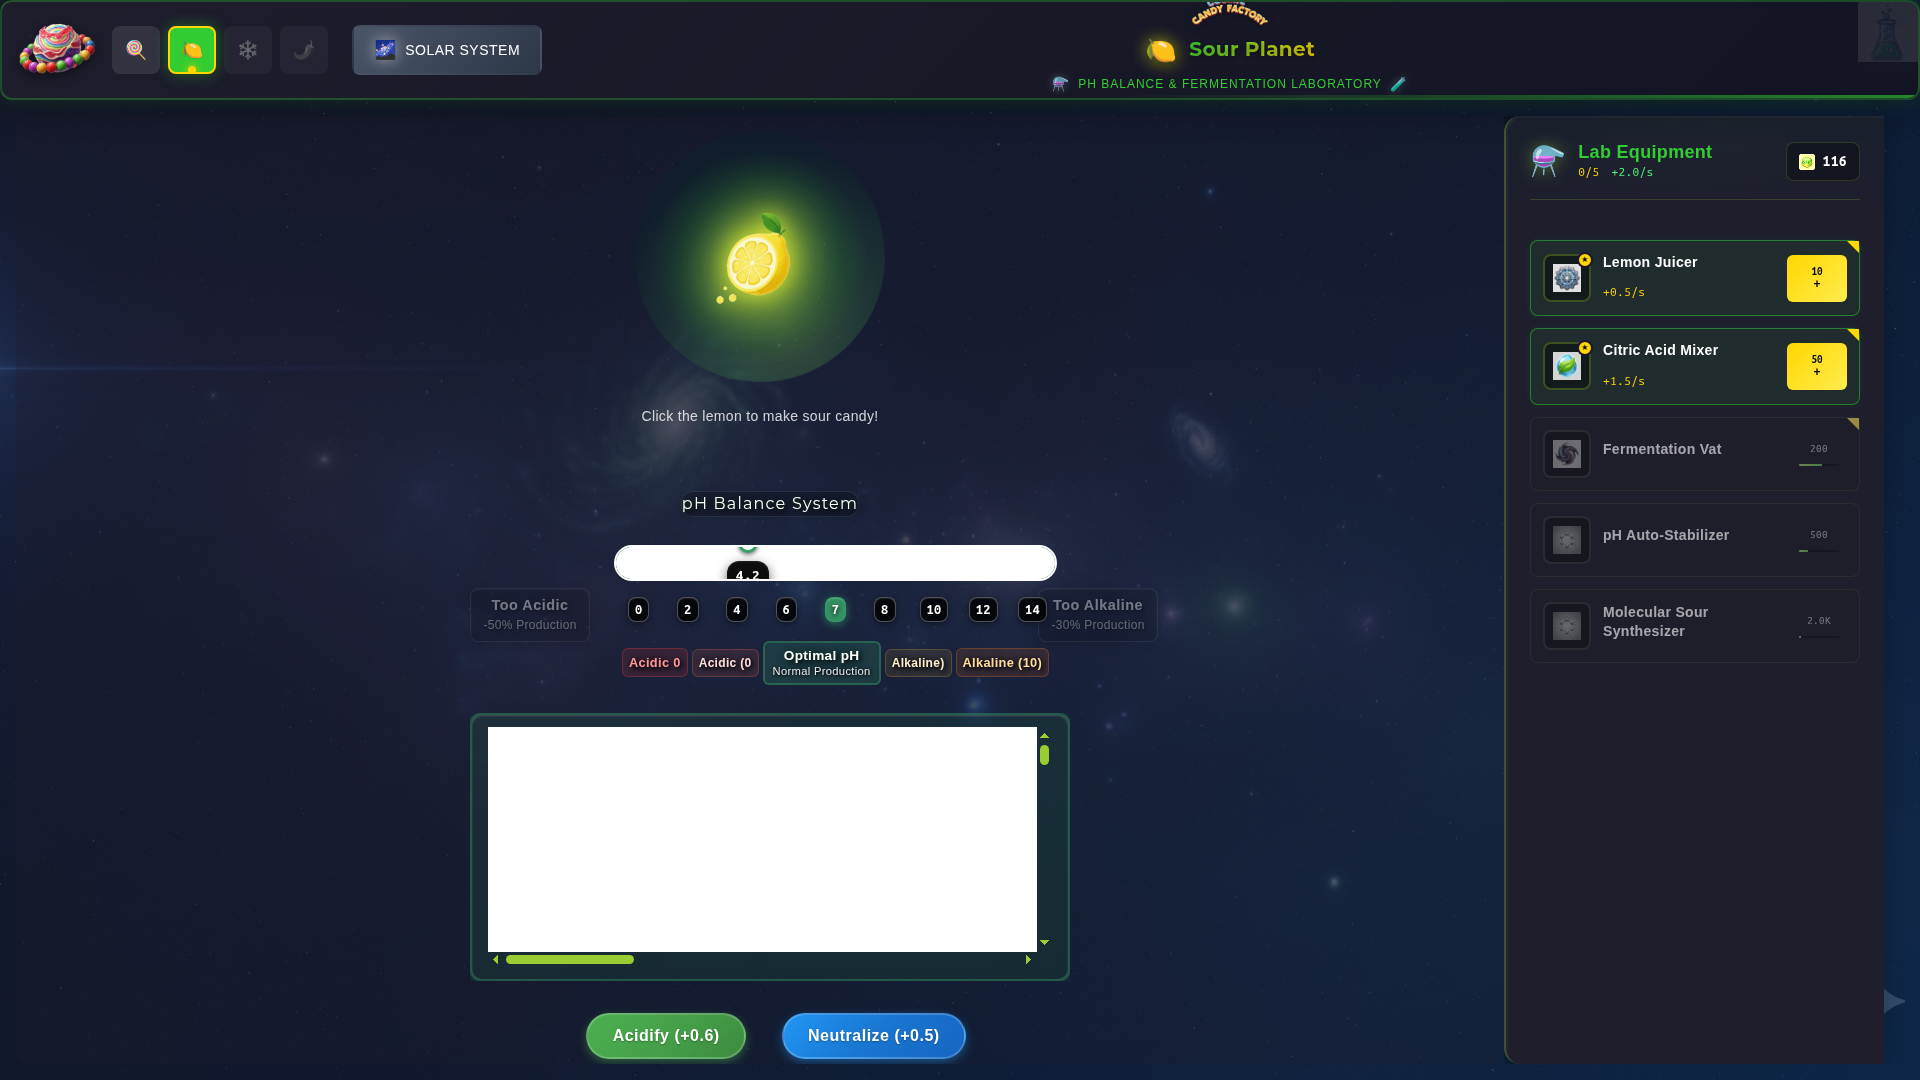 CANDY FACTORY
SOLAR SYSTEM
Sour Planet
PH BALANCE & FERMENTATION LABORATORY
Lab Equipment
0/5 +2.0/s
116
Lemon Juicer
+0.5/s
10
+
Citric Acid Mixer
+1.5/s
50
+
Fermentation Vat
200
pH Auto-Stabilizer
500
Molecular Sour
Synthesizer
2.0K
Click the lemon to make sour candy!
pH Balance System
4.2
Too Acidic
-50% Production
0 2 4 6 7 8 10 12 14
Too Alkaline
-30% Production
Acidic 0
Acidic (0
Optimal pH
Normal Production
Alkaline)
Alkaline (10)
Acidify (+0.6)
Neutralize (+0.5)